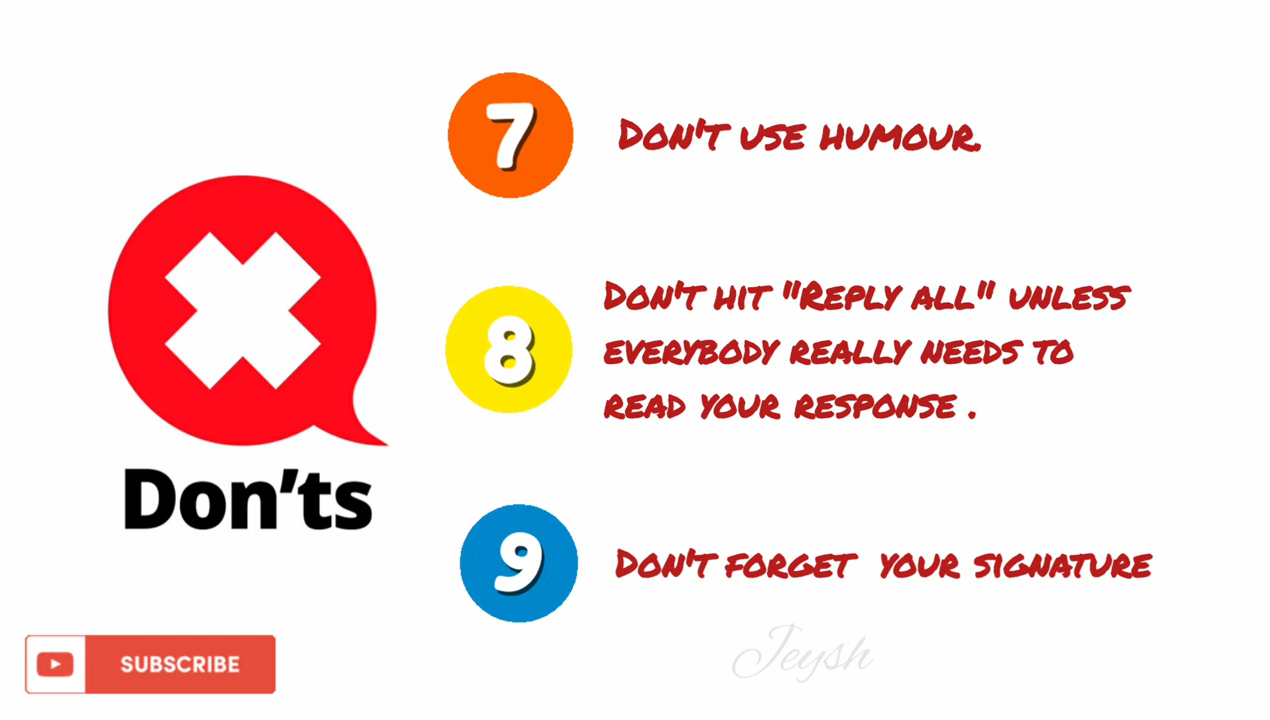 7
Don't use humour.
8
Don't hit "Reply all" unless
everybody really needs to
read your response .
Don'ts
9
Don't forget your signature
SUBSCRIBE
Jeysh